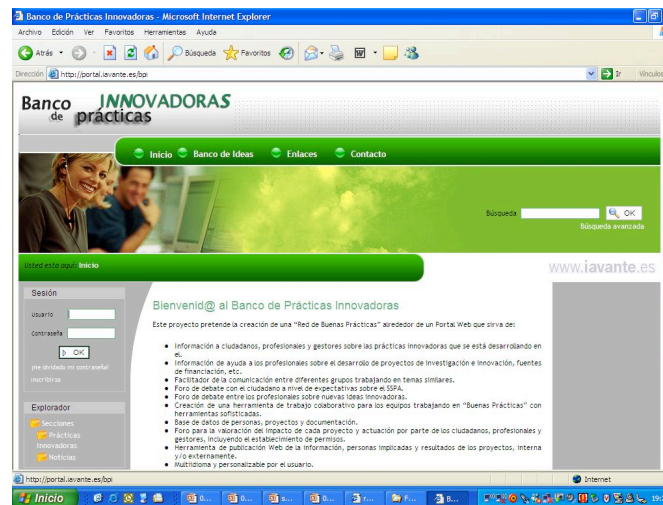 Banco de Prácticas Innovadoras - Microsoft Internet Explorer
Archivo Edición Ver Favoritos Herramientas Ayuda
Atrás Búsqueda Favoritos
Dirección http://portal.iavante.es/bpi Ir Vínculos
Banco INNOVADORAS
de prácticas
Inicio Banco de Ideas Enlaces Contacto
Búsqueda OK
Búsqueda avanzada
Usted esta aquí: Inicio
www.iavante.es
Sesión
Usuario
Contraseña
OK
¡He olvidado mi contraseña!
Inscribirse
Explorador
Secciones
Prácticas
Innovadoras
Noticias
Bienvenid@ al Banco de Prácticas Innovadoras
Este proyecto pretende la creación de una "Red de Buenas Prácticas" alrededor de un Portal Web que sirva de:
• Información a ciudadanos, profesionales y gestores sobre las prácticas innovadoras que se está desarrollando en
el.
• Información de ayuda a los profesionales sobre el desarrollo de proyectos de investigación e innovación, fuentes
de financiación, etc.
• Facilitador de la comunicación entre diferentes grupos trabajando en temas similares.
• Foro de debate con el ciudadano a nivel de expectativas sobre el SSPA.
• Foro de debate entre los profesionales sobre nuevas ideas innovadoras.
• Creación de una herramienta de trabajo colaborativo para los equipos trabajando en "Buenas Prácticas" con
herramientas sofisticadas.
• Base de datos de personas, proyectos y documentación.
• Foro para la valoración del impacto de cada proyecto y actuación por parte de los ciudadanos, profesionales y
gestores, incluyendo el establecimiento de permisos.
• Herramienta de publicación Web de la información, personas implicadas y resultados de los proyectos, interna
y/o externamente.
• Multidioma y personalizable por el usuario.
http://portal.iavante.es/bpi Internet
Inicio 0... 0... s... 0... r... F... B...